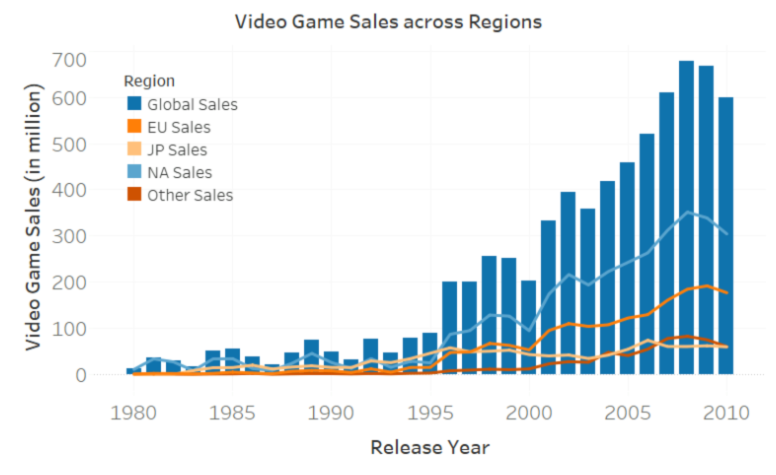 Video Game Sales across Regions
Video Game Sales (in million)
700
600
500
400
300
200
100
0
Region
Global Sales
EU Sales
JP Sales
NA Sales
Other Sales
1980 1985 1990 1995 2000 2005 2010
Release Year